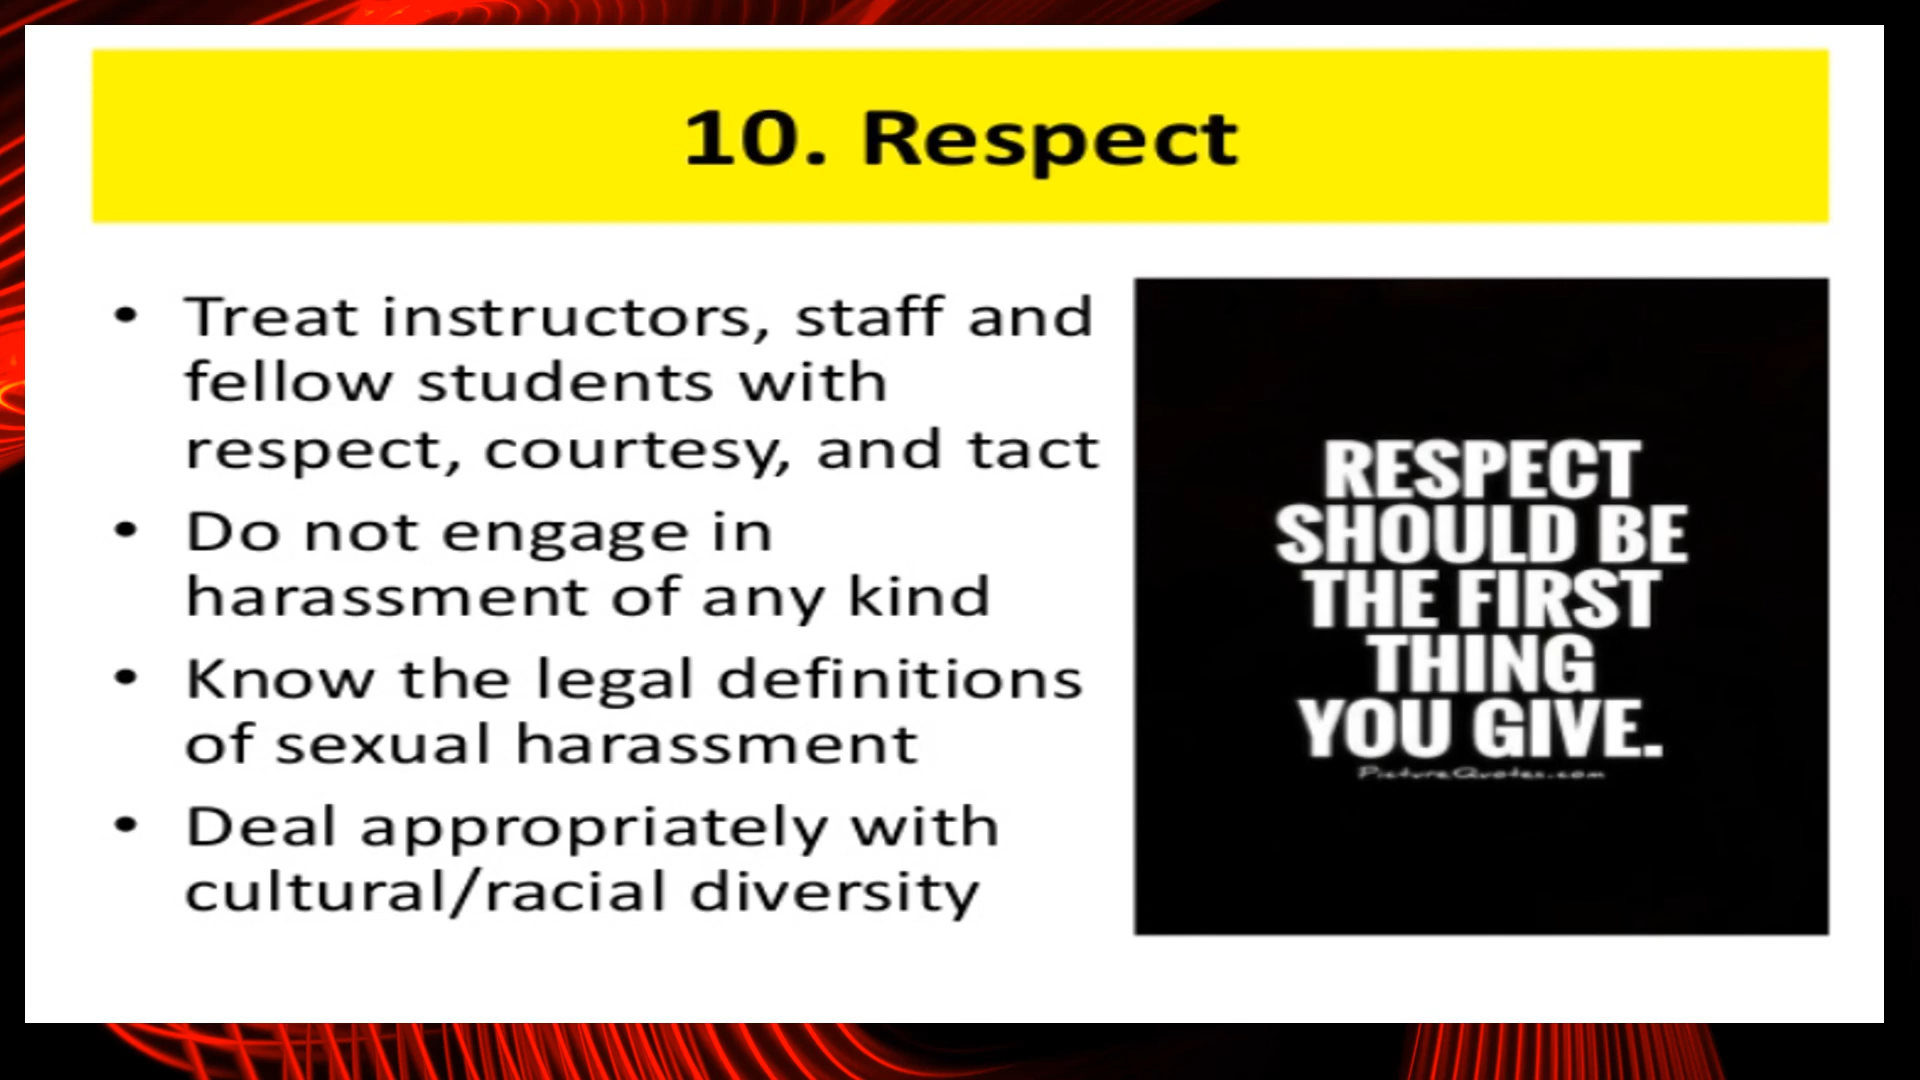 10. Respect
• Treat instructors, staff and
fellow students with
respect, courtesy, and tact
• Do not engage in
harassment of any kind
• Know the legal definitions
of sexual harassment
• Deal appropriately with
cultural/racial diversity
RESPECT
SHOULD BE
THE FIRST
THING
YOU GIVE.
PictureQuotes.com